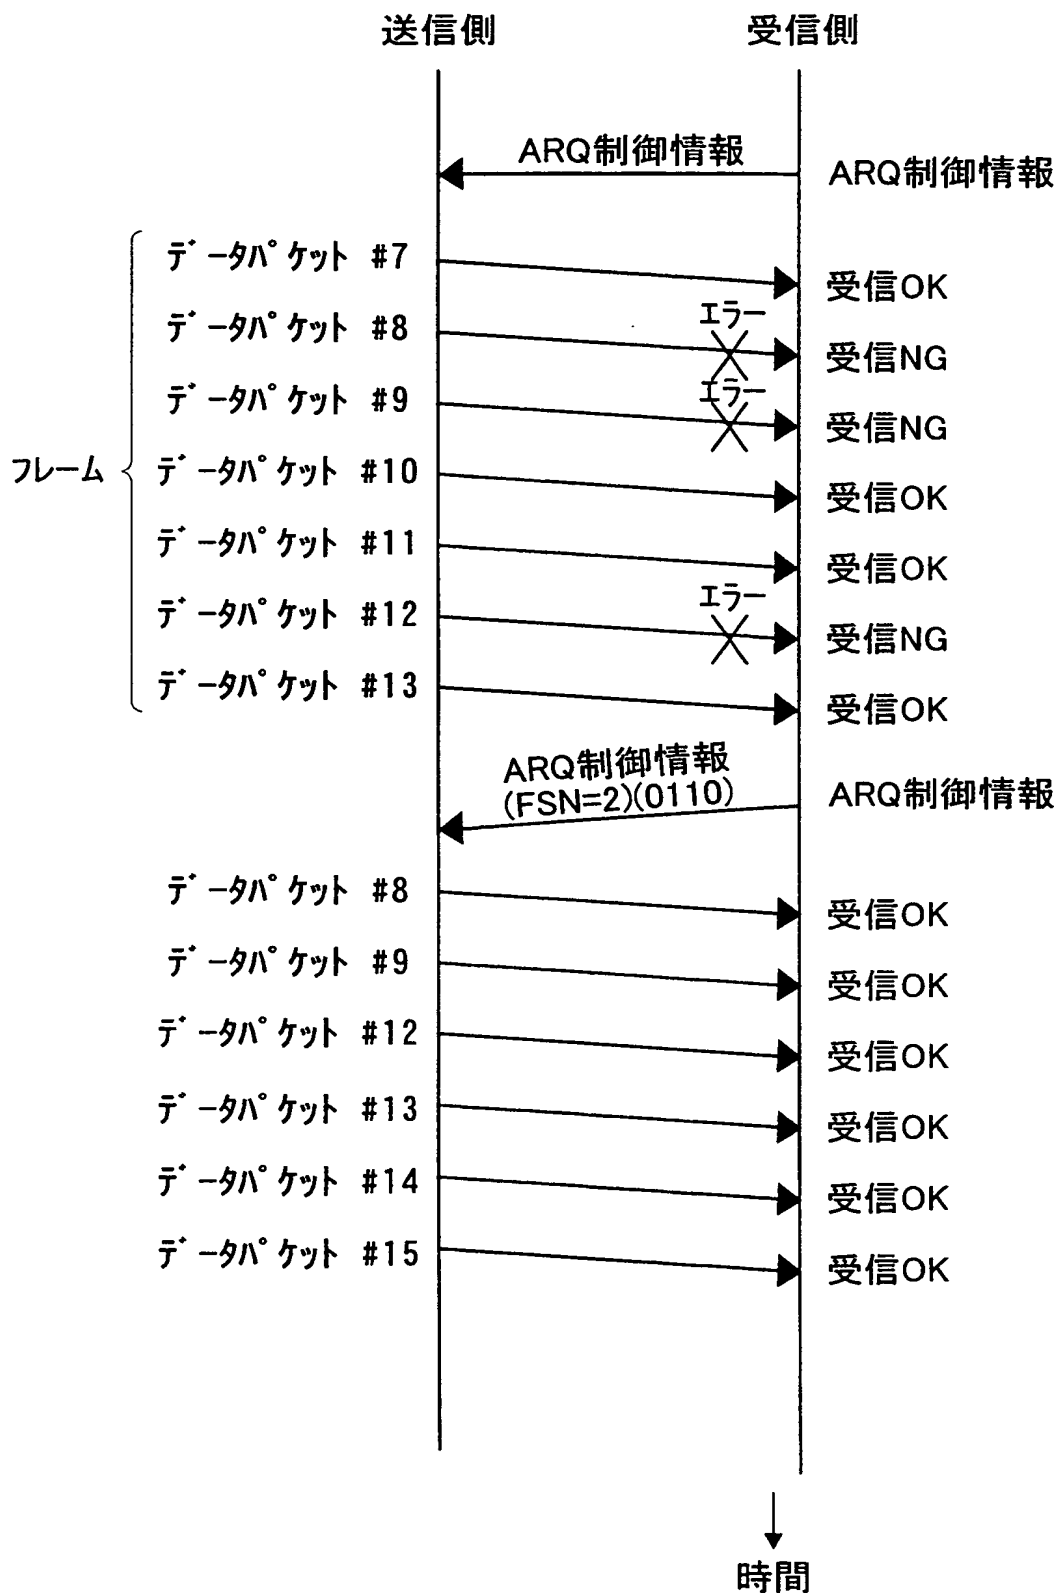 送信側
受信側
ARQ制御情報
ARQ制御情報
データパケット #7
受信OK
データパケット #8
エラー
受信NG
データパケット #9
エラー
受信NG
フレーム
データパケット #10
受信OK
データパケット #11
受信OK
データパケット #12
エラー
受信NG
データパケット #13
受信OK
ARQ制御情報
(FSN=2)(0110)
ARQ制御情報
データパケット #8
受信OK
データパケット #9
受信OK
データパケット #12
受信OK
データパケット #13
受信OK
データパケット #14
受信OK
データパケット #15
受信OK
時間